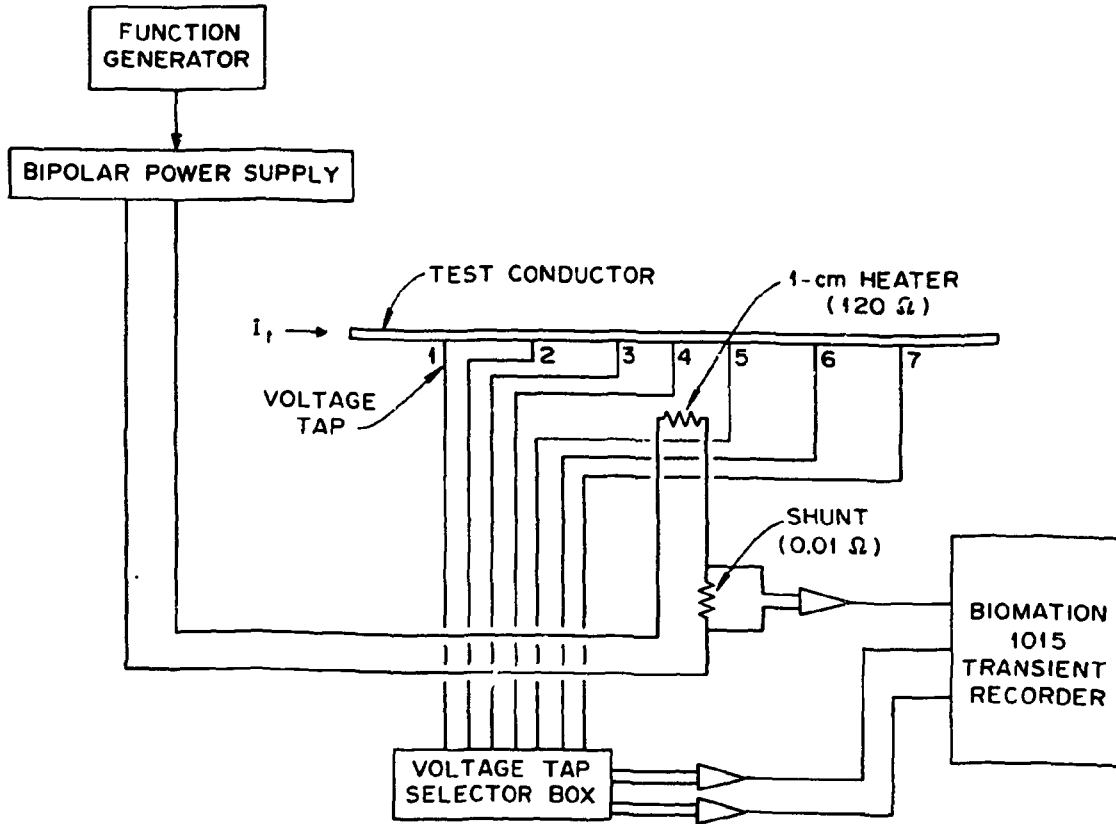 FUNCTION
GENERATOR
BIPOLAR POWER SUPPLY
TEST CONDUCTOR
1-cm HEATER
(120 Ω)
I₁
1
2
3
4
5
6
7
VOLTAGE
TAP
SHUNT
(0.01 Ω)
BIOMATION
1015
TRANSIENT
RECORDER
VOLTAGE TAP
SELECTOR BOX